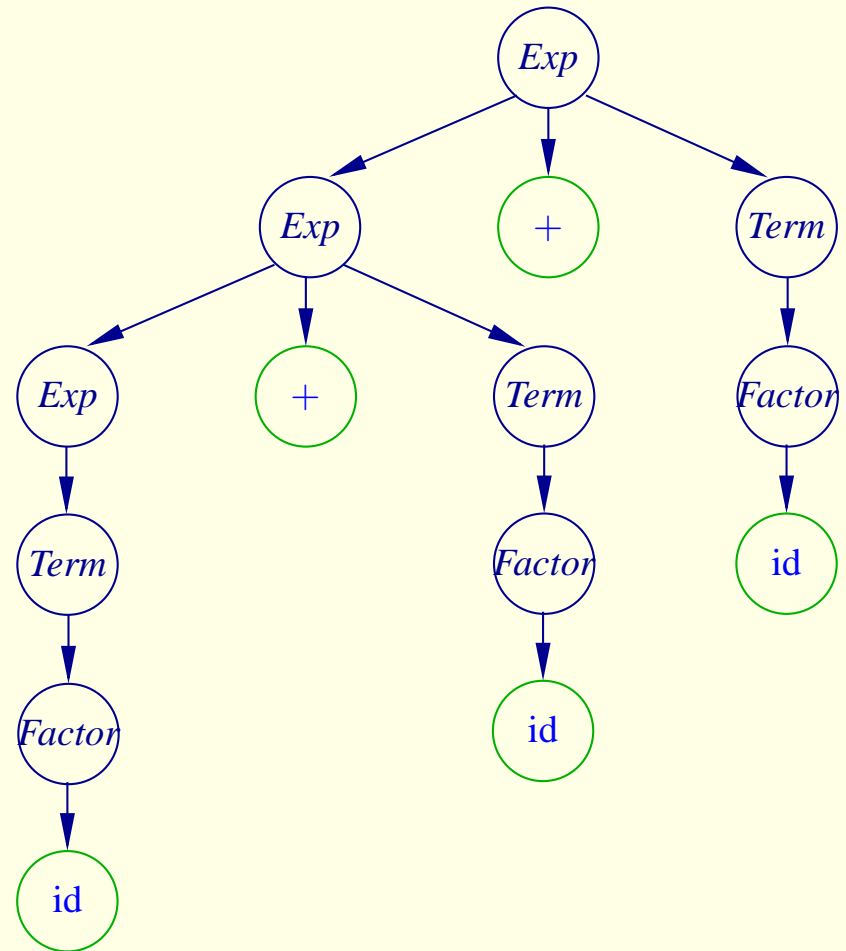 Exp
Exp + Term
Exp + Term Factor
Term Factor id
Factor id
id